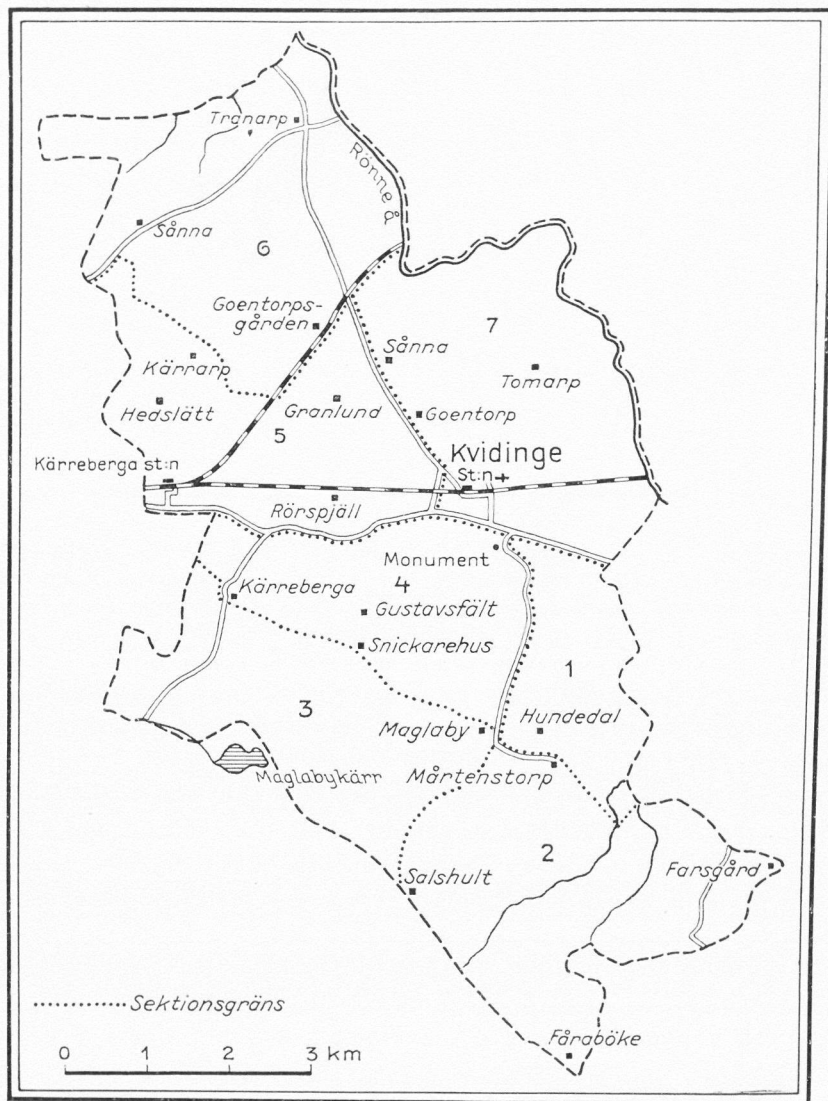 Tranarp
Rönne å
Sånna
6
Goentorps-
gården
7
Sånna
Kärrarp
Tomarp
Hedslätt
Granlund
Goentorp
5
Kvidinge
Kärreberga st:n
St:n
Rörspjäll
Monument
4
Kärreberga
Gustavsfält
Snickarehus
1
3
Maglaby
Hundedal
Maglabykärr
Mårtenstorp
2
Salshult
Farsgård
Sektionsgräns
Fåraböke
0 1 2 3 km